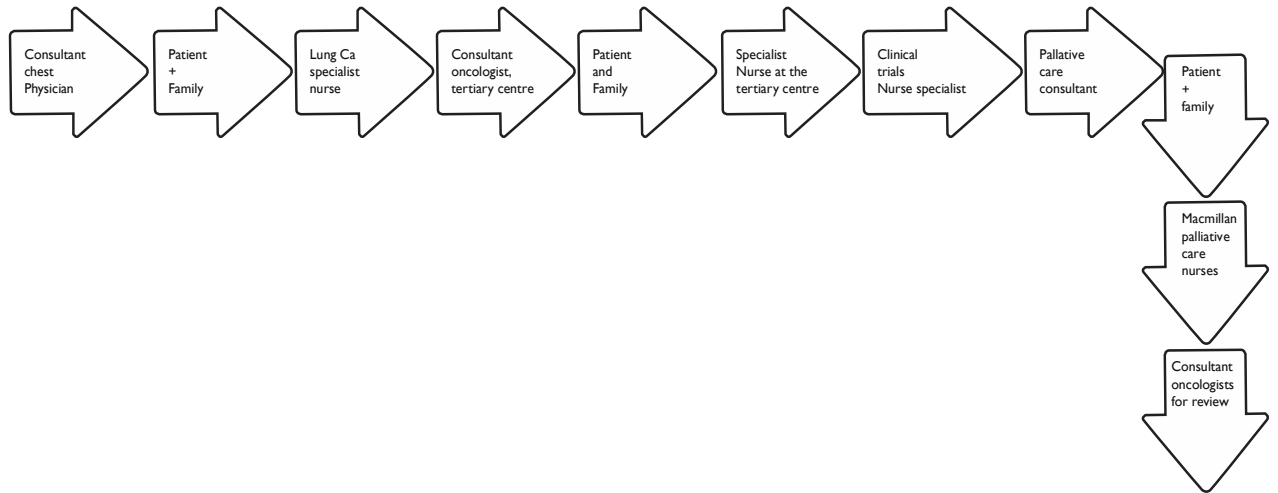 Consultant
chest
Physician
Patient
+
Family
Lung Ca
specialist
nurse
Consultant
oncologist,
tertiary centre
Patient
and
Family
Specialist
Nurse at the
tertiary centre
Clinical
trials
Nurse specialist
Pallative
care
consultant
Patient
+
family
Macmillan
palliative
care
nurses
Consultant
oncologists
for review